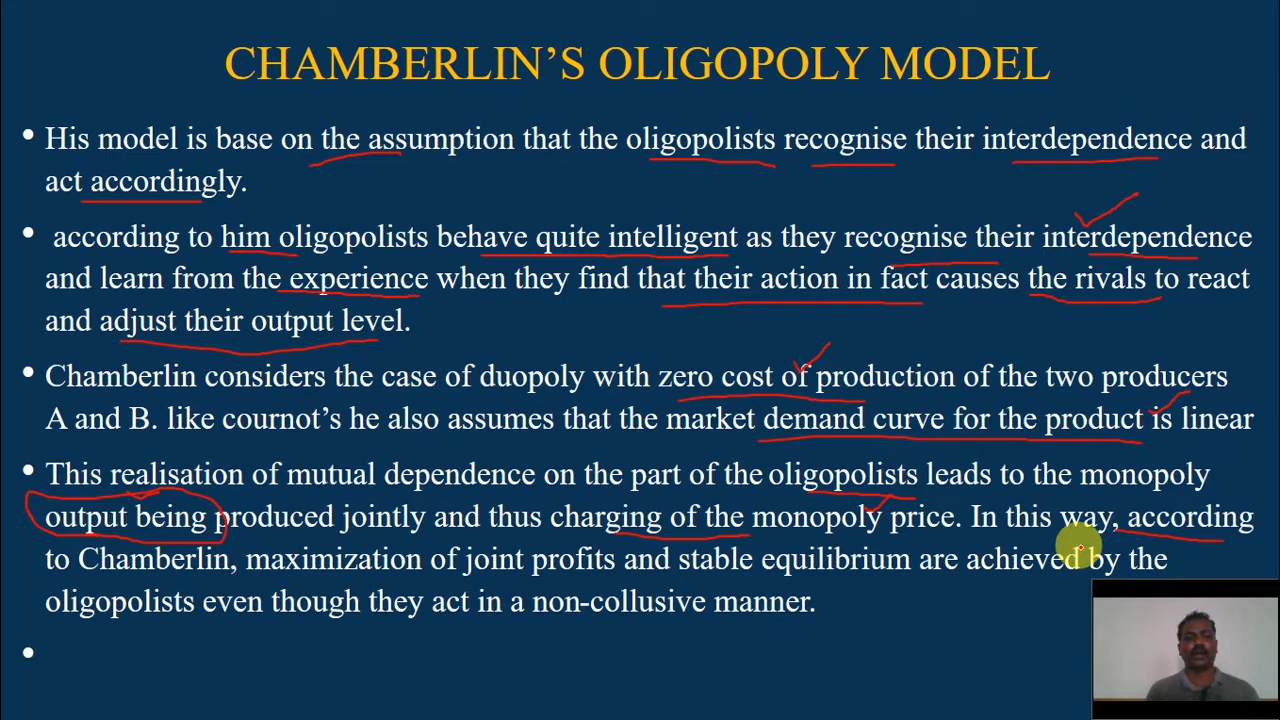 CHAMBERLIN’S OLIGOPOLY MODEL
• His model is base on the assumption that the oligopolists recognise their interdependence and
act accordingly.
• according to him oligopolists behave quite intelligent as they recognise their interdependence
and learn from the experience when they find that their action in fact causes the rivals to react
and adjust their output level.
• Chamberlin considers the case of duopoly with zero cost of production of the two producers
A and B. like cournot’s he also assumes that the market demand curve for the product is linear
• This realisation of mutual dependence on the part of the oligopolists leads to the monopoly
output being produced jointly and thus charging of the monopoly price. In this way, according
to Chamberlin, maximization of joint profits and stable equilibrium are achieved by the
oligopolists even though they act in a non-collusive manner.
•